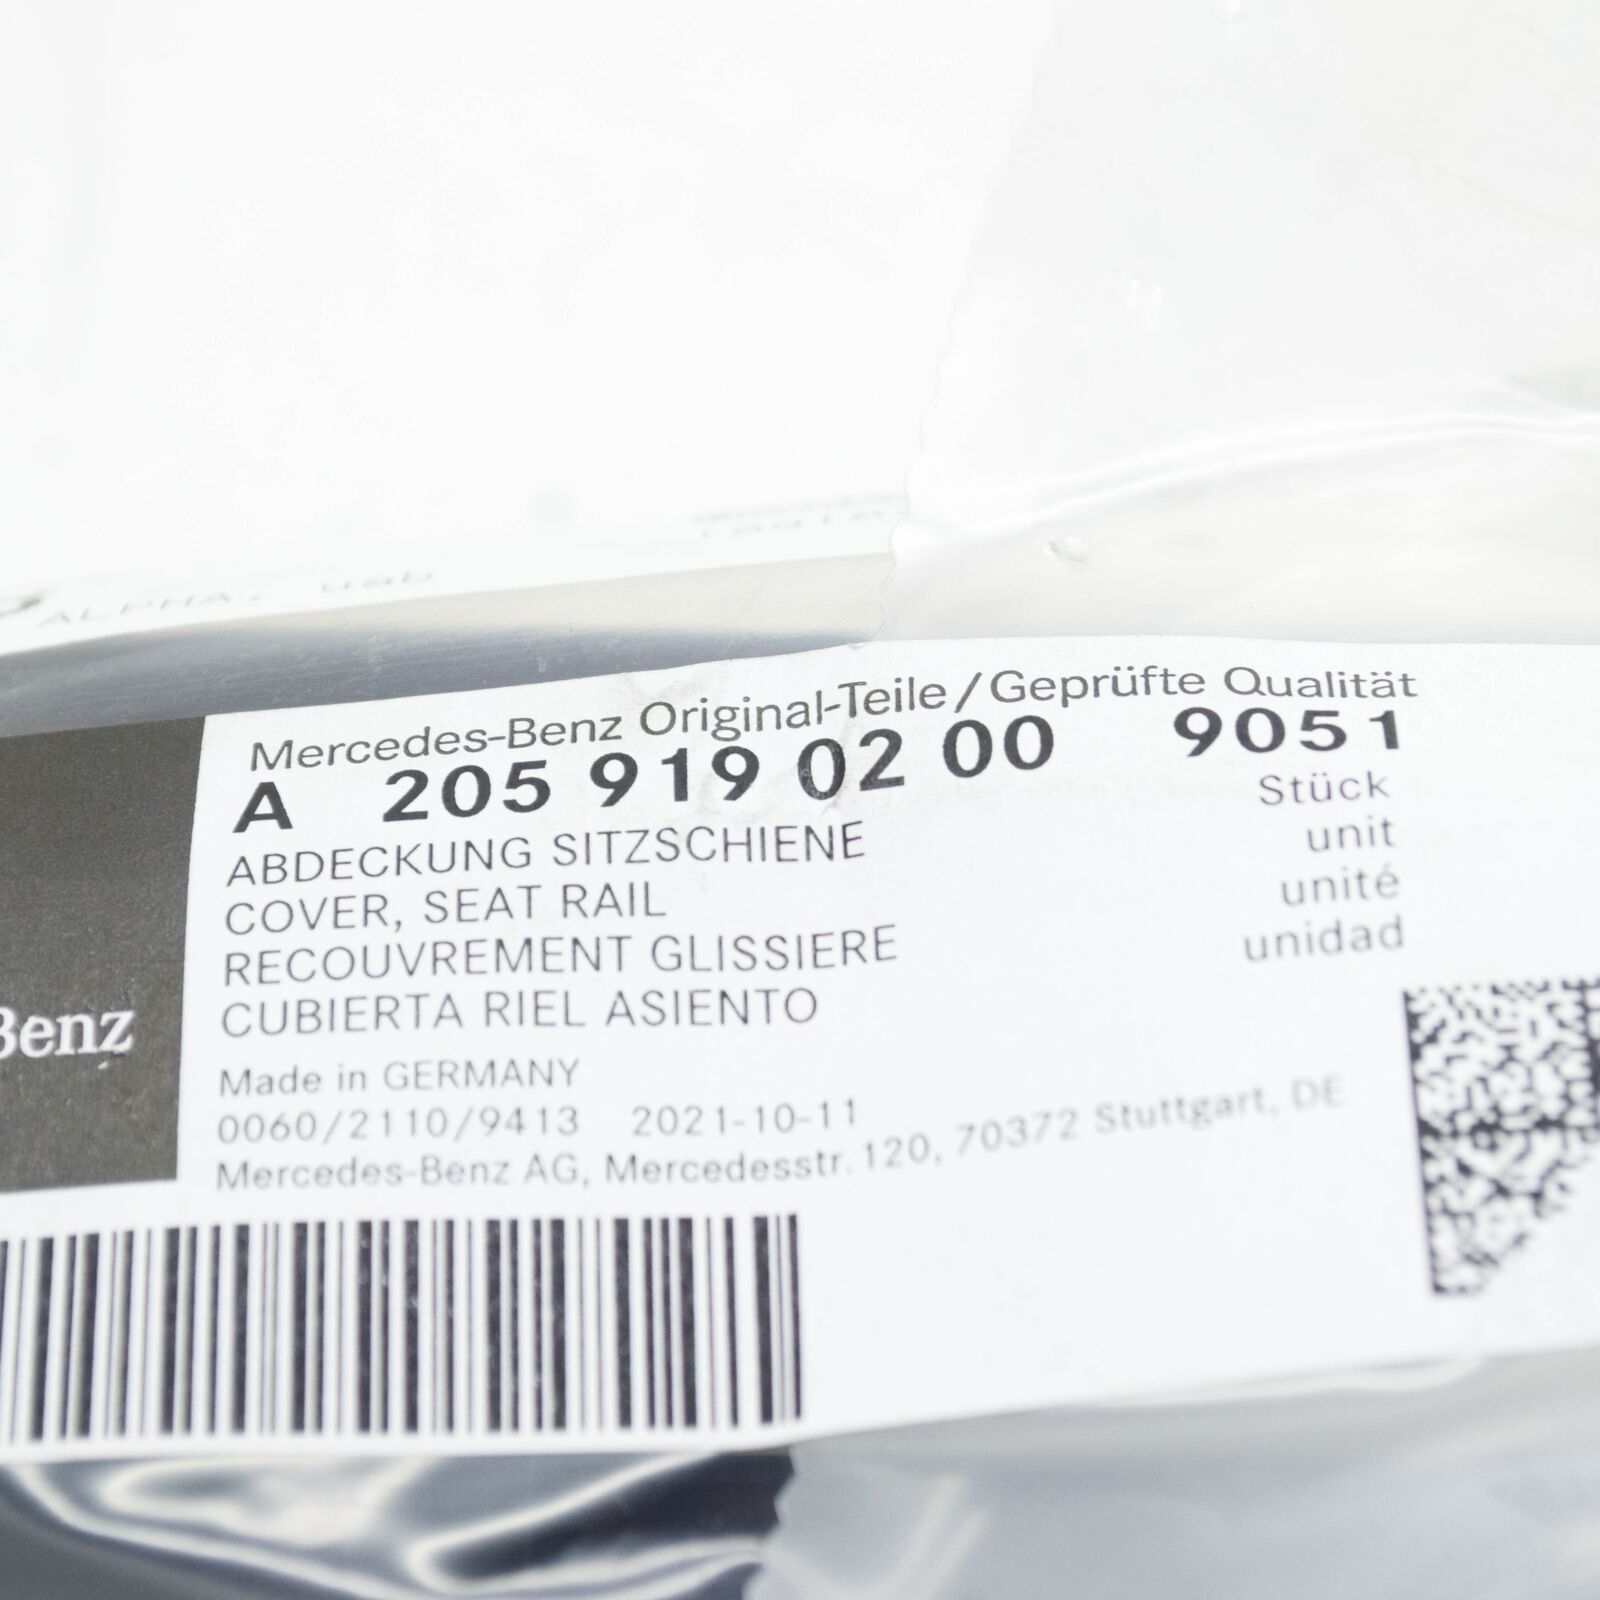 ALPHA. uab
Mercedes-Benz Original-Teile/Geprüfte Qualität
A 205 919 02 00 9051
ABDECKUNG SITZSCHIENE
COVER, SEAT RAIL
RECOUVREMENT GLISSIERE
CUBIERTA RIEL ASIENTO
Stück
unit
unité
unidad
Benz
Made in GERMANY
0060/2110/9413 2021-10-11
Mercedes-Benz AG, Mercedesstr. 120, 70372 Stuttgart, DE